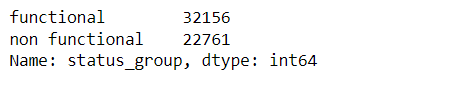 functional 32156
non functional 22761
Name: status_group, dtype: int64